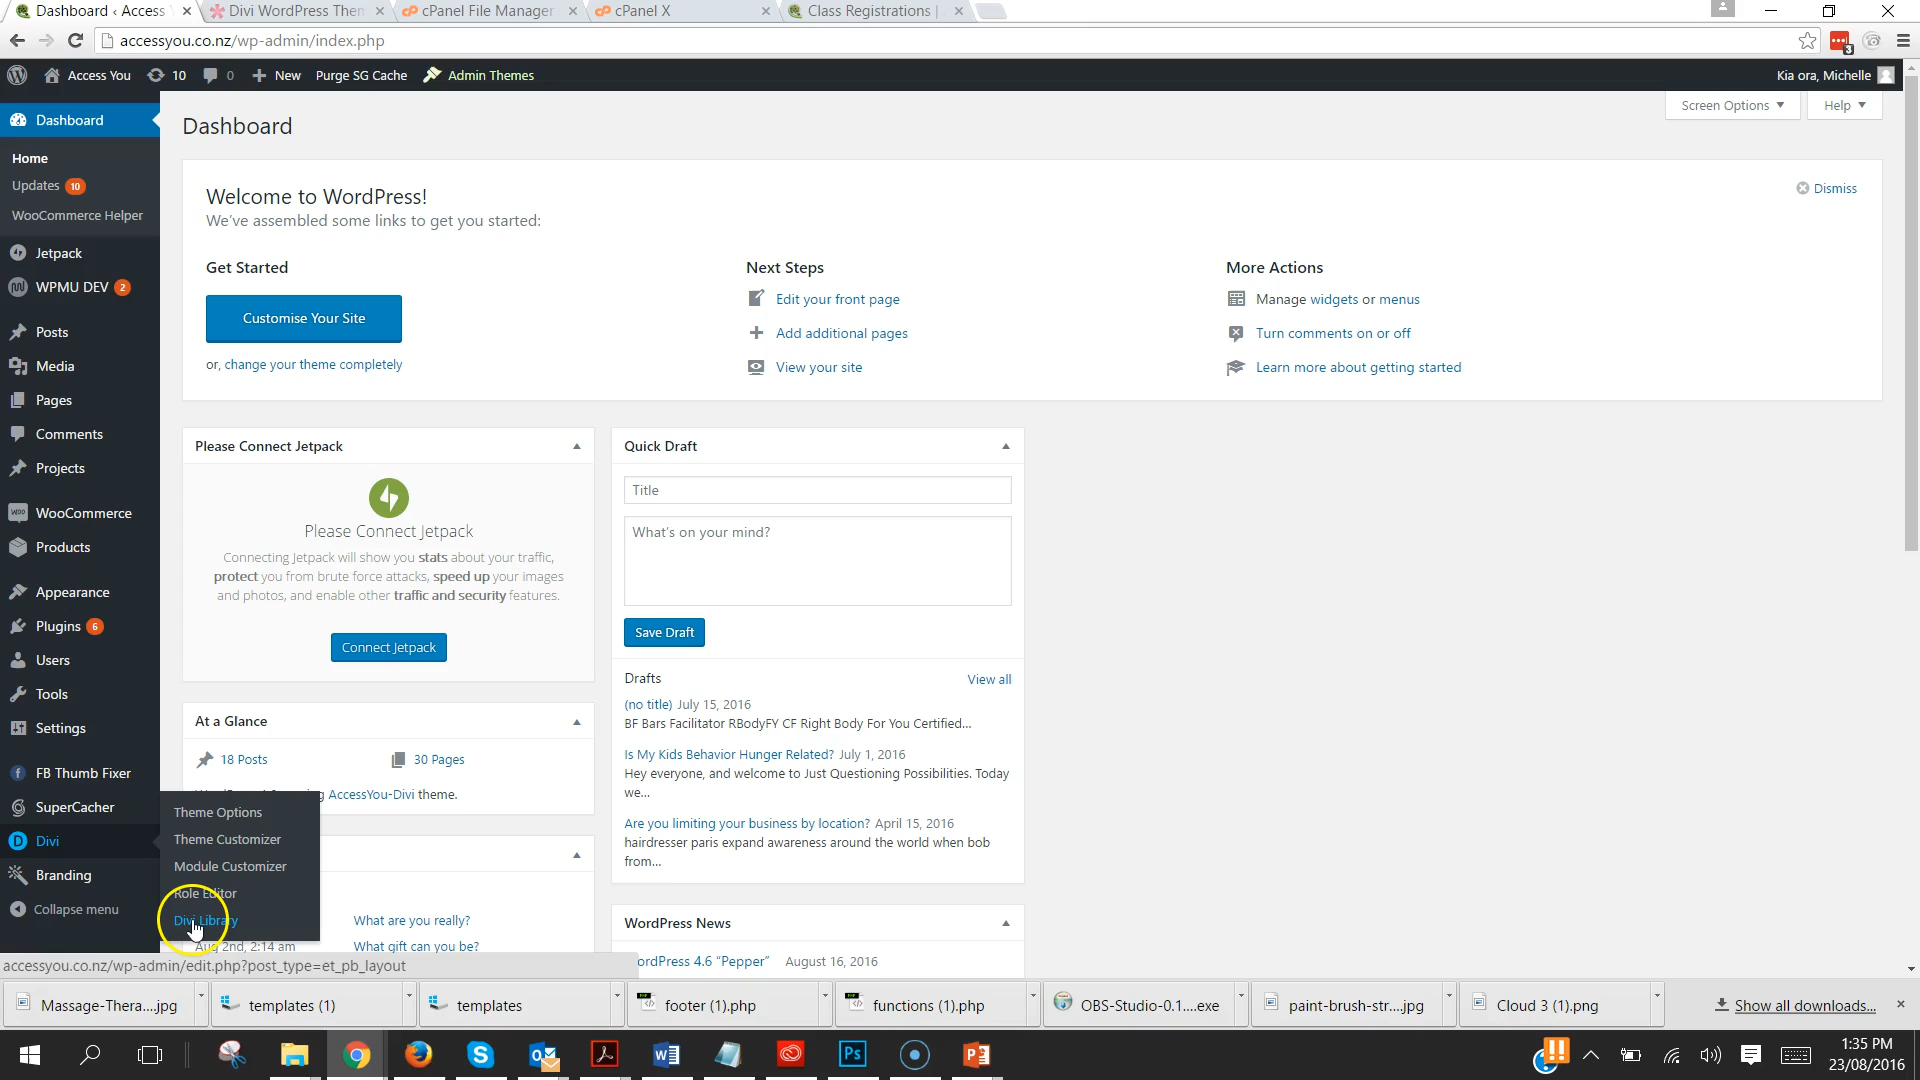 Dashboard ‹ Access
Divi WordPress Them
cPanel File Manager
cPanel X
Class Registrations |
accessyou.co.nz/wp-admin/index.php
3
Access You
10
0
New
Purge SG Cache
Admin Themes
Kia ora, Michelle
Dashboard
Home
Updates 10
WooCommerce Helper
Jetpack
WPMU DEV 2
Posts
Media
Pages
Comments
Projects
WooCommerce
Products
Appearance
Plugins 6
Users
Tools
Settings
FB Thumb Fixer
SuperCacher
Divi
Branding
Collapse menu
Theme Options
Theme Customizer
Module Customizer
Role Editor
Divi Library
Dashboard
Screen Options
Help
Welcome to WordPress!
We've assembled some links to get you started:
Dismiss
Get Started
Customise Your Site
or, change your theme completely
Next Steps
Edit your front page
Add additional pages
View your site
More Actions
Manage widgets or menus
Turn comments on or off
Learn more about getting started
Please Connect Jetpack
Please Connect Jetpack
Connecting Jetpack will show you stats about your traffic,
protect you from brute force attacks, speed up your images
and photos, and enable other traffic and security features.
Connect Jetpack
At a Glance
18 Posts
30 Pages
AccessYou-Divi theme.
What are you really?
Aug 2nd, 2:14 am
What gift can you be?
Quick Draft
Title
What's on your mind?
Save Draft
Drafts
View all
(no title) July 15, 2016
BF Bars Facilitator RBodyFY CF Right Body For You Certified...
Is My Kids Behavior Hunger Related? July 1, 2016
Hey everyone, and welcome to Just Questioning Possibilities. Today
we...
Are you limiting your business by location? April 15, 2016
hairdresser paris expand awareness around the world when bob
from...
WordPress News
ordPress 4.6 “Pepper” August 16, 2016
accessyou.co.nz/wp-admin/edit.php?post_type=et_pb_layout
Massage-Thera....jpg
templates (1)
templates
footer (1).php
functions (1).php
OBS-Studio-0.1....exe
paint-brush-str....jpg
Cloud 3 (1).png
Show all downloads...
1:35 PM
23/08/2016